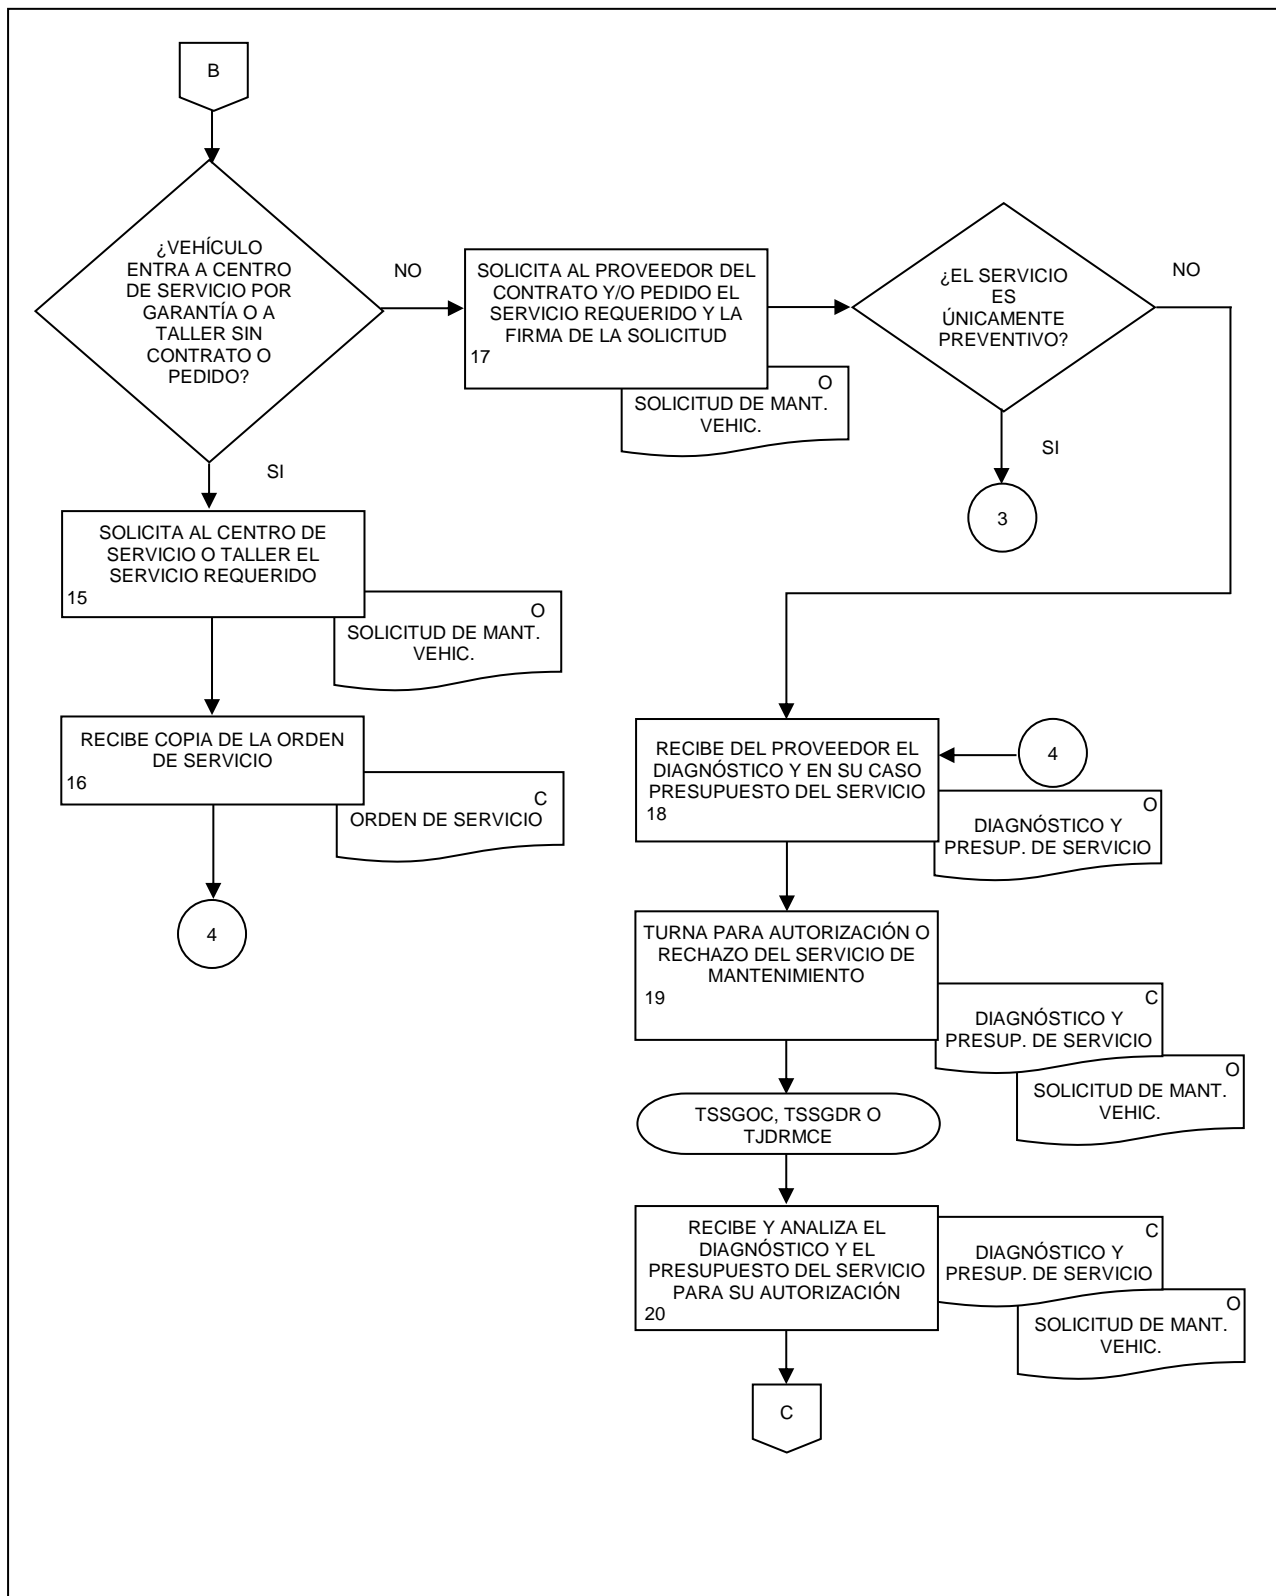 B
¿VEHÍCULO
ENTRA A CENTRO
DE SERVICIO POR
GARANTÍA O A
TALLER SIN
CONTRATO O
PEDIDO?
NO
SI
SOLICITA AL CENTRO DE
SERVICIO O TALLER EL
SERVICIO REQUERIDO
15
O
SOLICITUD DE MANT.
VEHIC.
RECIBE COPIA DE LA ORDEN
DE SERVICIO
16
C
ORDEN DE SERVICIO
4
SOLICITA AL PROVEEDOR DEL
CONTRATO Y/O PEDIDO EL
SERVICIO REQUERIDO Y LA
FIRMA DE LA SOLICITUD
17
O
SOLICITUD DE MANT.
VEHIC.
¿EL SERVICIO
ES
ÚNICAMENTE
PREVENTIVO?
NO
SI
3
RECIBE DEL PROVEEDOR EL
DIAGNÓSTICO Y EN SU CASO
PRESUPUESTO DEL SERVICIO
18
4
O
DIAGNÓSTICO Y
PRESUP. DE SERVICIO
TURNA PARA AUTORIZACIÓN O
RECHAZO DEL SERVICIO DE
MANTENIMIENTO
19
C
DIAGNÓSTICO Y
PRESUP. DE SERVICIO
O
SOLICITUD DE MANT.
VEHIC.
TSSGOC, TSSGDR O
TJDRMCE
RECIBE Y ANALIZA EL
DIAGNÓSTICO Y EL
PRESUPUESTO DEL SERVICIO
PARA SU AUTORIZACIÓN
20
C
DIAGNÓSTICO Y
PRESUP. DE SERVICIO
O
SOLICITUD DE MANT.
VEHIC.
C